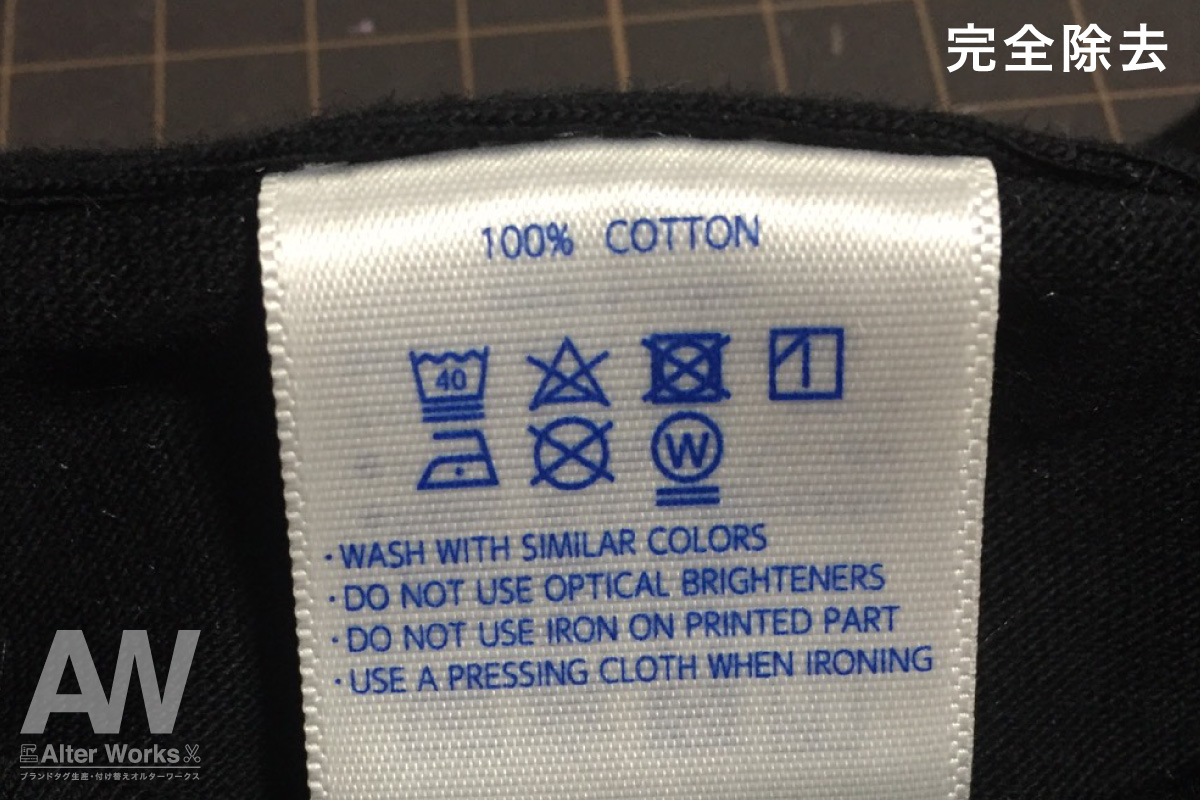 完全除去
100% COTTON
40
W
・WASH WITH SIMILAR COLORS
・DO NOT USE OPTICAL BRIGHTENERS
・DO NOT USE IRON ON PRINTED PART
・USE A PRESSING CLOTH WHEN IRONING
AW
Alter Works
ブランドタグ生産・付け替えオルターワークス